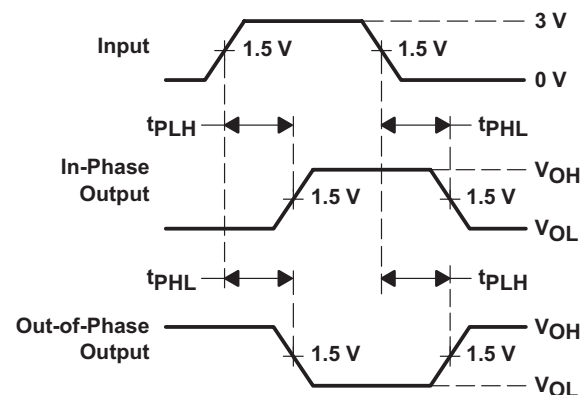 3 V
Input
1.5 V
1.5 V
0 V
tPLH
tPHL
In-Phase
Output
VOH
1.5 V
1.5 V
VOL
tPHL
tPLH
Out-of-Phase
Output
VOH
1.5 V
1.5 V
VOL